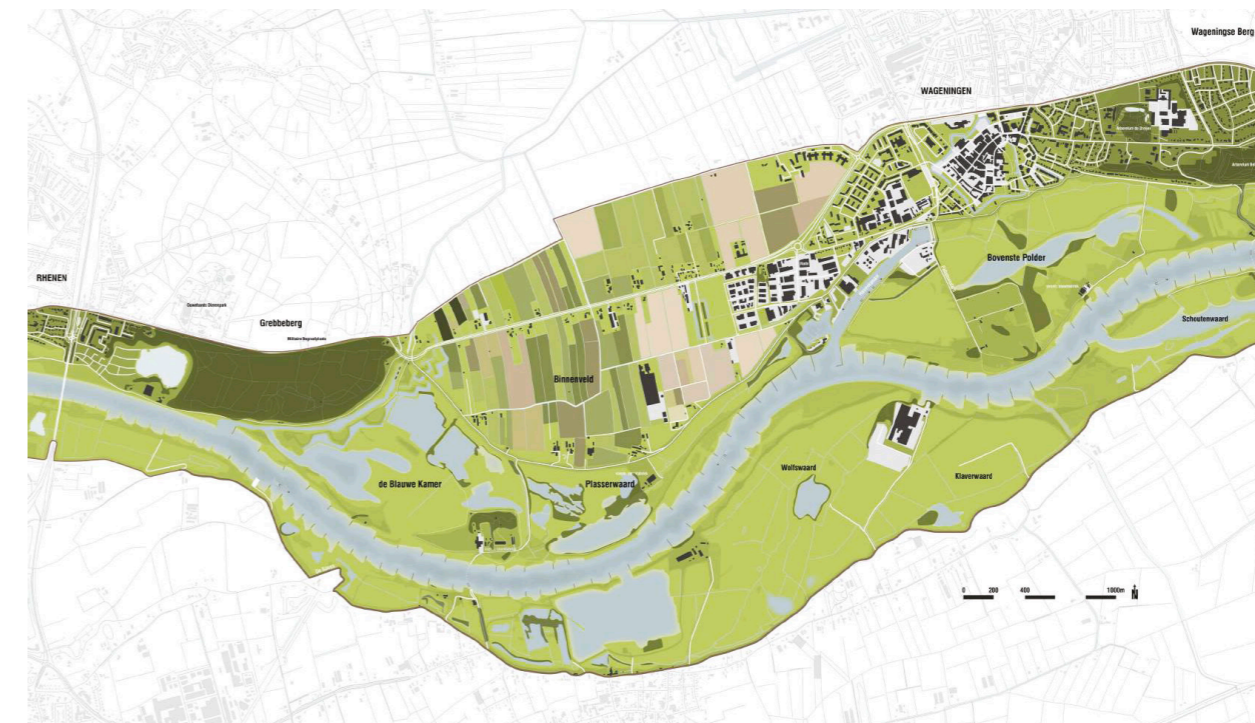 Wageningse Berg
WAGENINGEN
RHENEN
Grebbeberg
Bovenste Polder
Schoutenwaard
Binnenveld
de Blauwe Kamer
Plasserwaard
Wolfswaard
Klaverwaard
0 200 400 1000m N